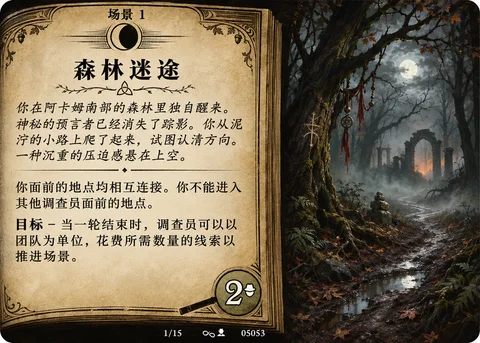 场景 1
森林迷途
你在阿卡姆南部的森林里独自醒来。
神秘的预言者已经消失了踪影。你从泥
泞的小路上爬了起来，试图认清方向。
一种沉重的压迫感悬在上空。
你面前的地点均相互连接。你不能进入
其他调查员面前的地点。
目标 – 当一轮结束时，调查员可以以
团队为单位，花费所需数量的线索以
推进场景。
2
1/15 05053